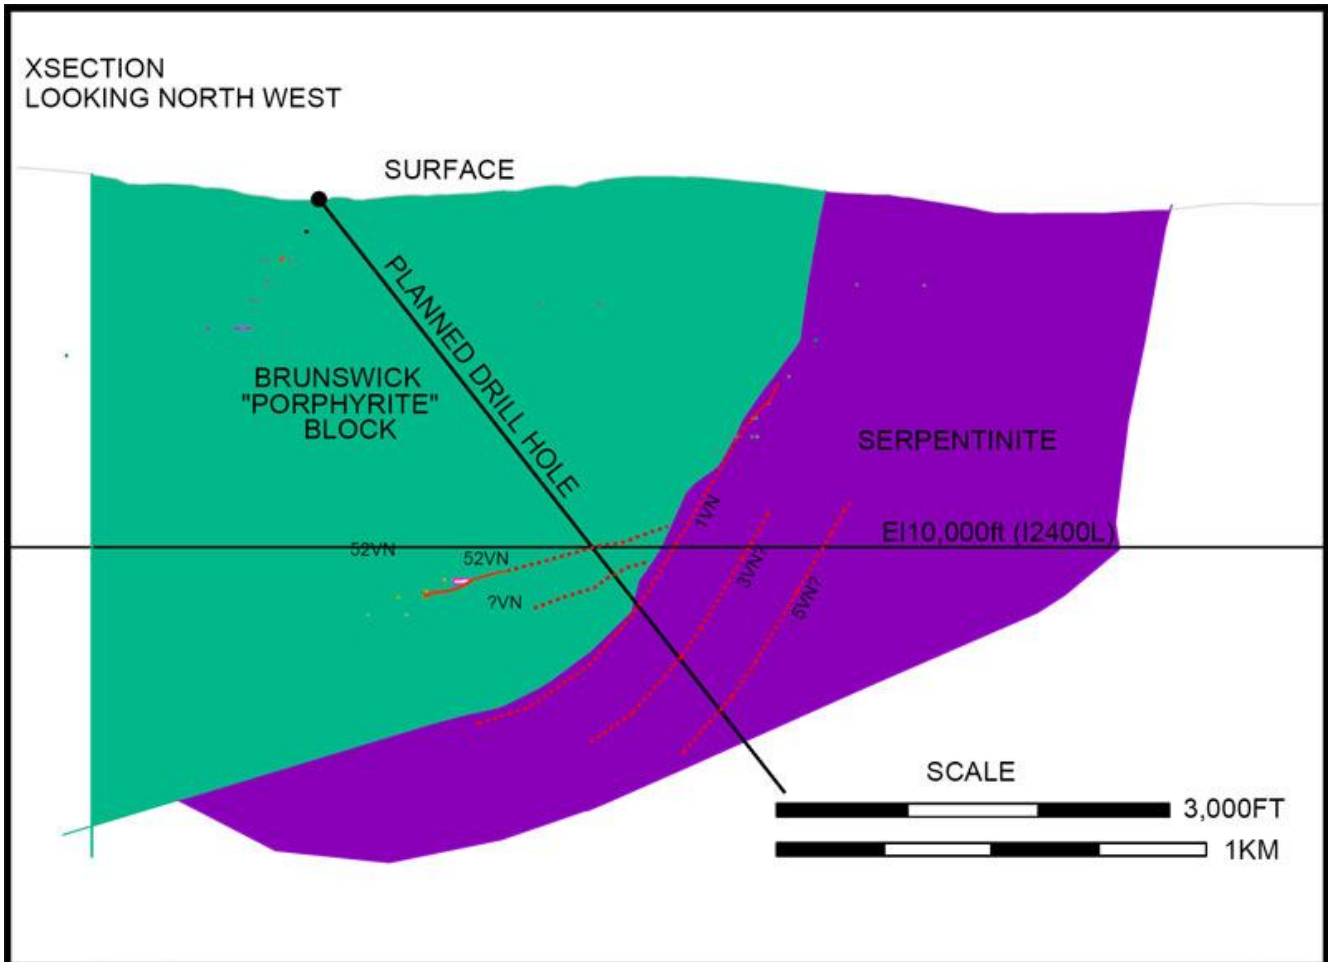 XSECTION
LOOKING NORTH WEST
SURFACE
PLANNED DRILL HOLE
BRUNSWICK
"PORPHYRITE"
BLOCK
SERPENTINITE
1VN
El10,000ft (I2400L)
52VN
52VN
3VN?
?VN
5VN?
SCALE
3,000FT
1KM